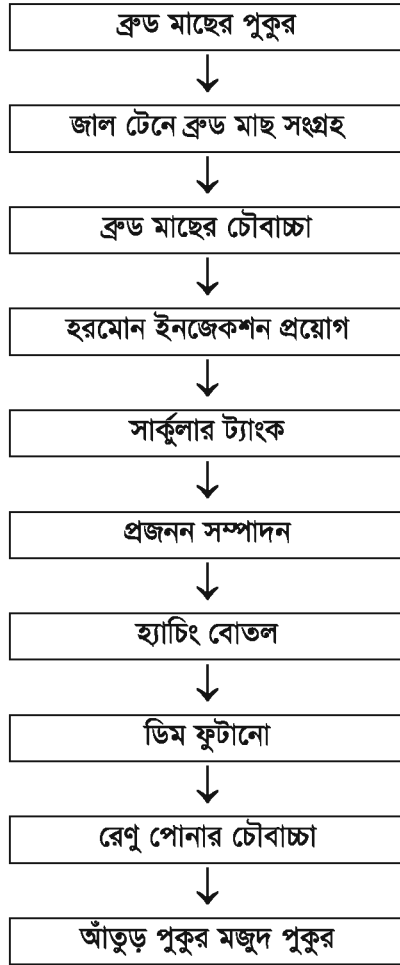 ব্রুড মাছের পুকুর
জাল টেনে ব্রুড মাছ সংগ্রহ
ব্রুড মাছের চৌবাচ্চা
হরমোন ইনজেকশন প্রয়োগ
সার্কুলার ট্যাংক
প্রজনন সম্পাদন
হ্যাচিং বোতল
ডিম ফুটানো
রেণু পোনার চৌবাচ্চা
আঁতুড় পুকুর মজুদ পুকুর